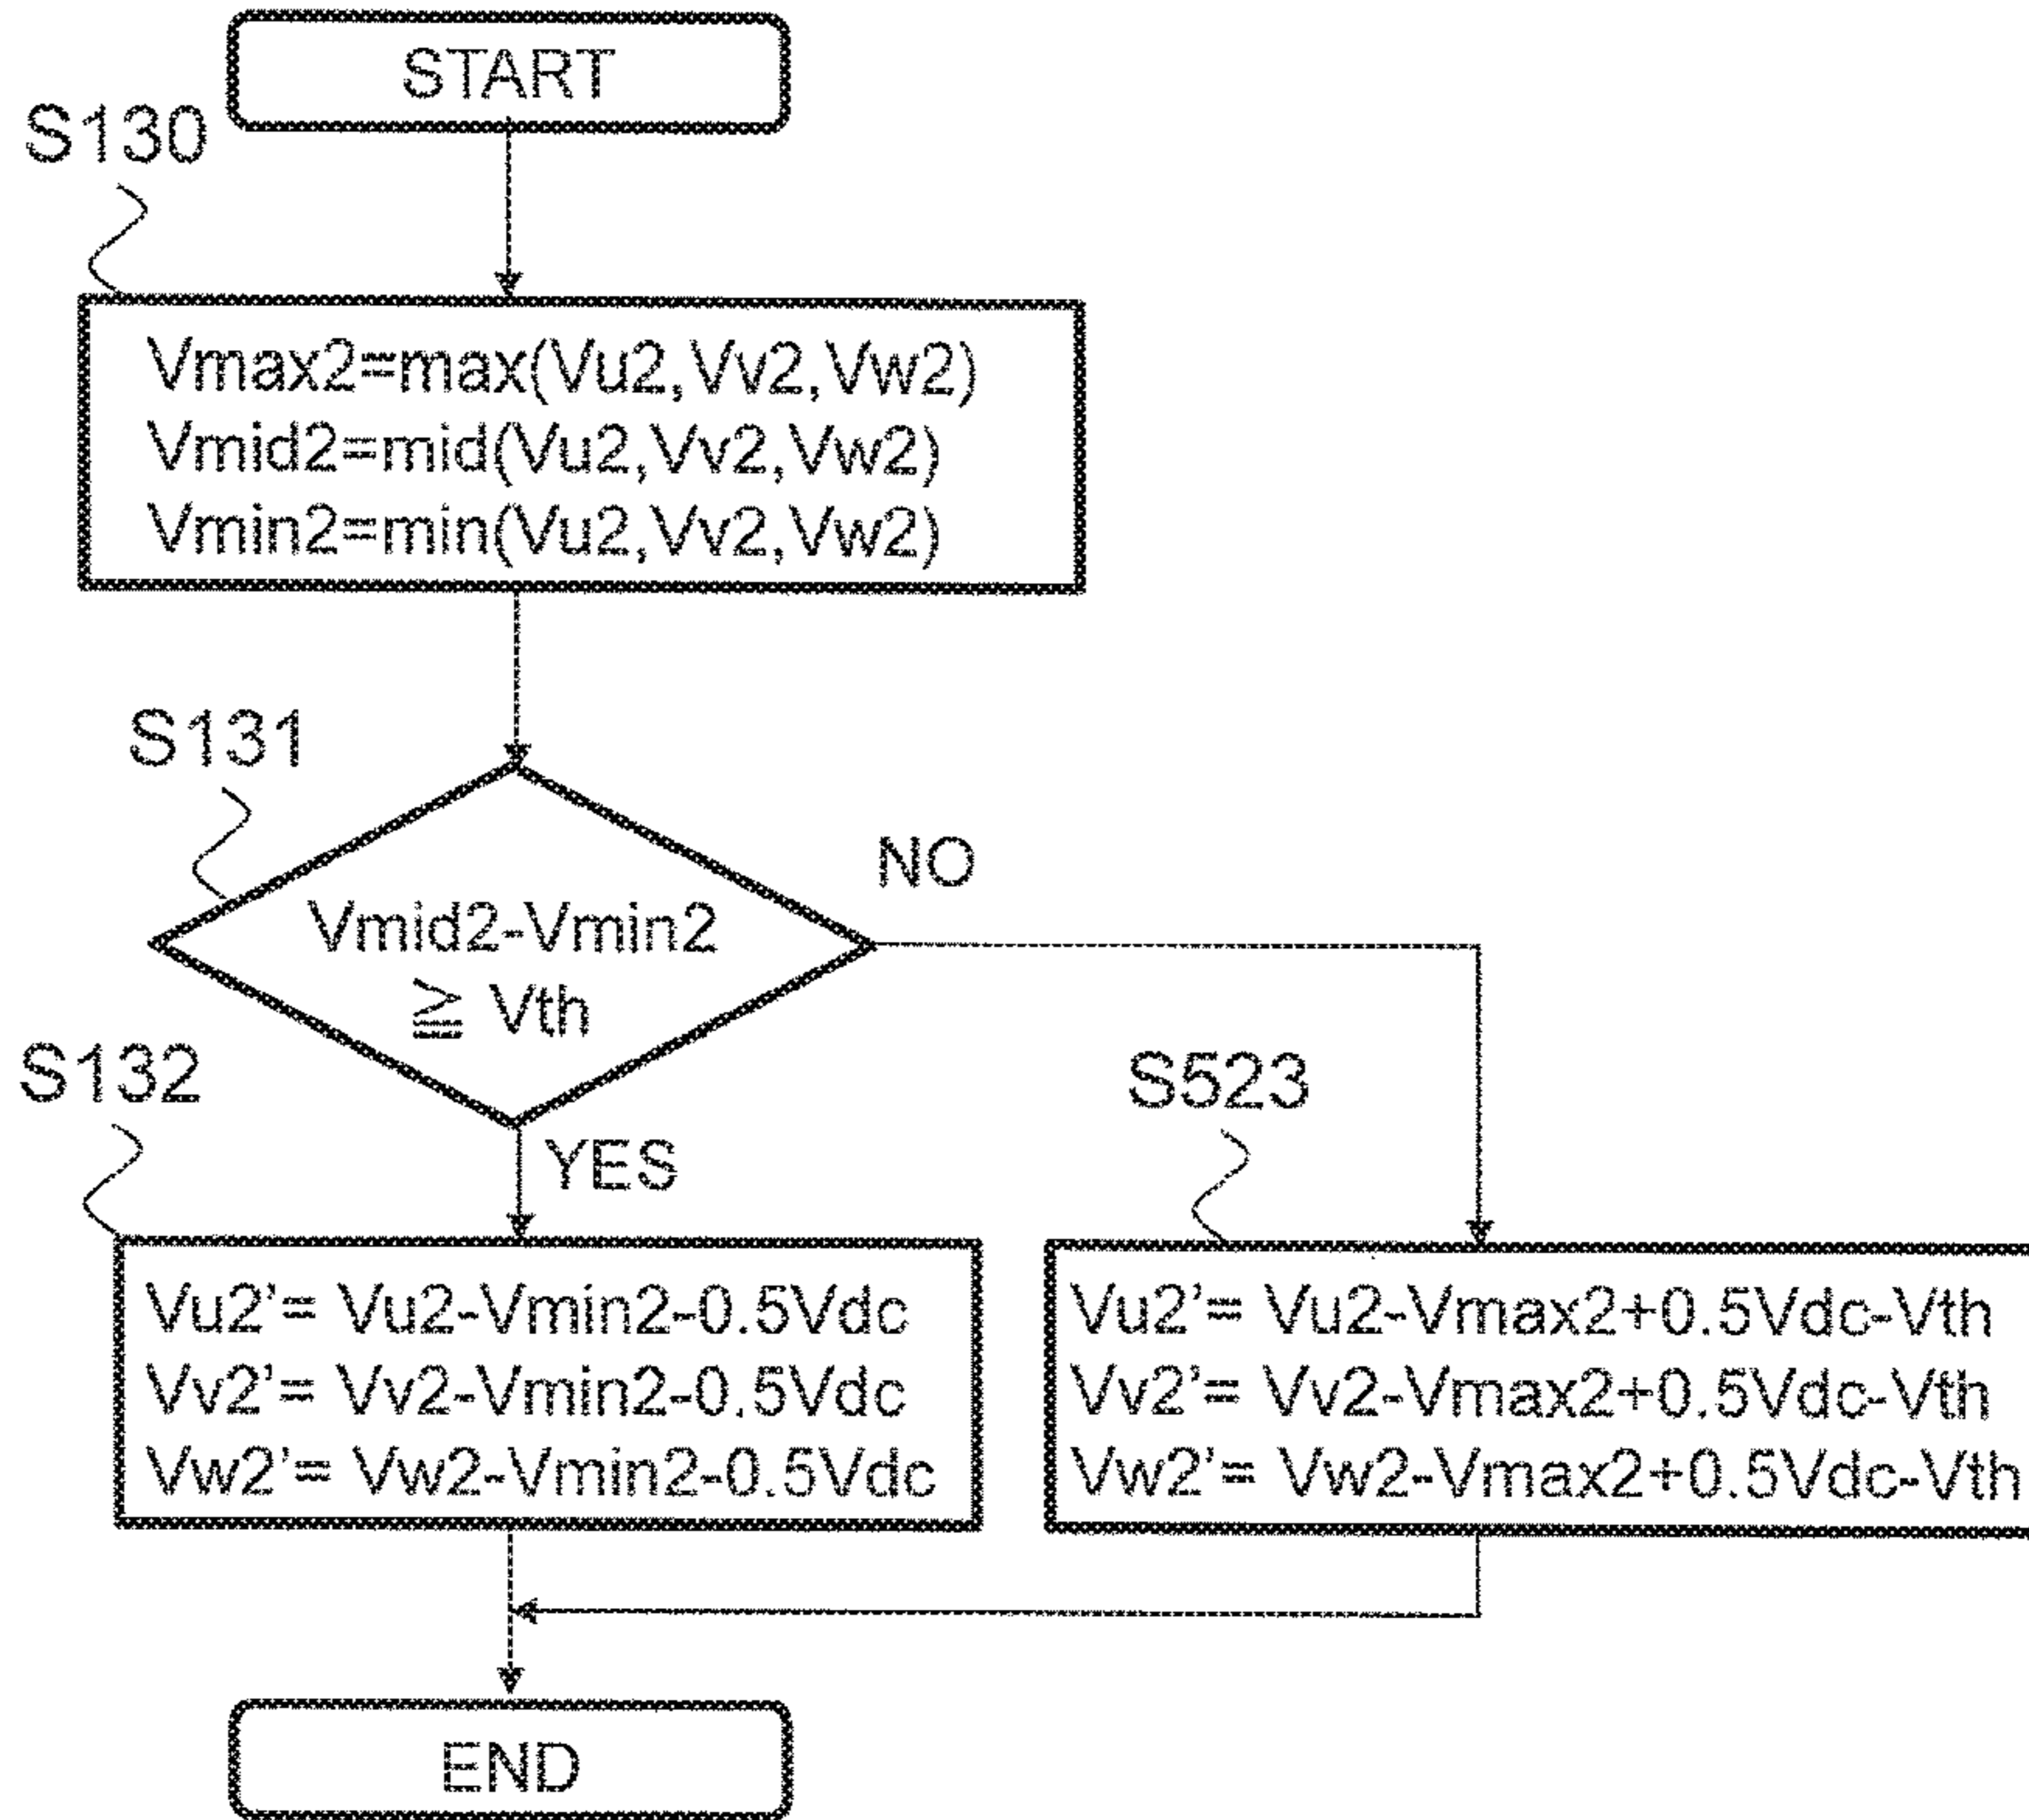 START
S130
Vmax2=max(Vu2,Vv2,Vw2)
Vmid2=mid(Vu2,Vv2,Vw2)
Vmin2=min(Vu2,Vv2,Vw2)
S131
NO
Vmid2-Vmin2
≧ Vth
S132
YES
S523
Vu2’= Vu2-Vmin2-0.5Vdc
Vv2’= Vv2-Vmin2-0.5Vdc
Vw2’= Vw2-Vmin2-0.5Vdc
Vu2’= Vu2-Vmax2+0.5Vdc-Vth
Vv2’= Vv2-Vmax2+0.5Vdc-Vth
Vw2’= Vw2-Vmax2+0.5Vdc-Vth
END